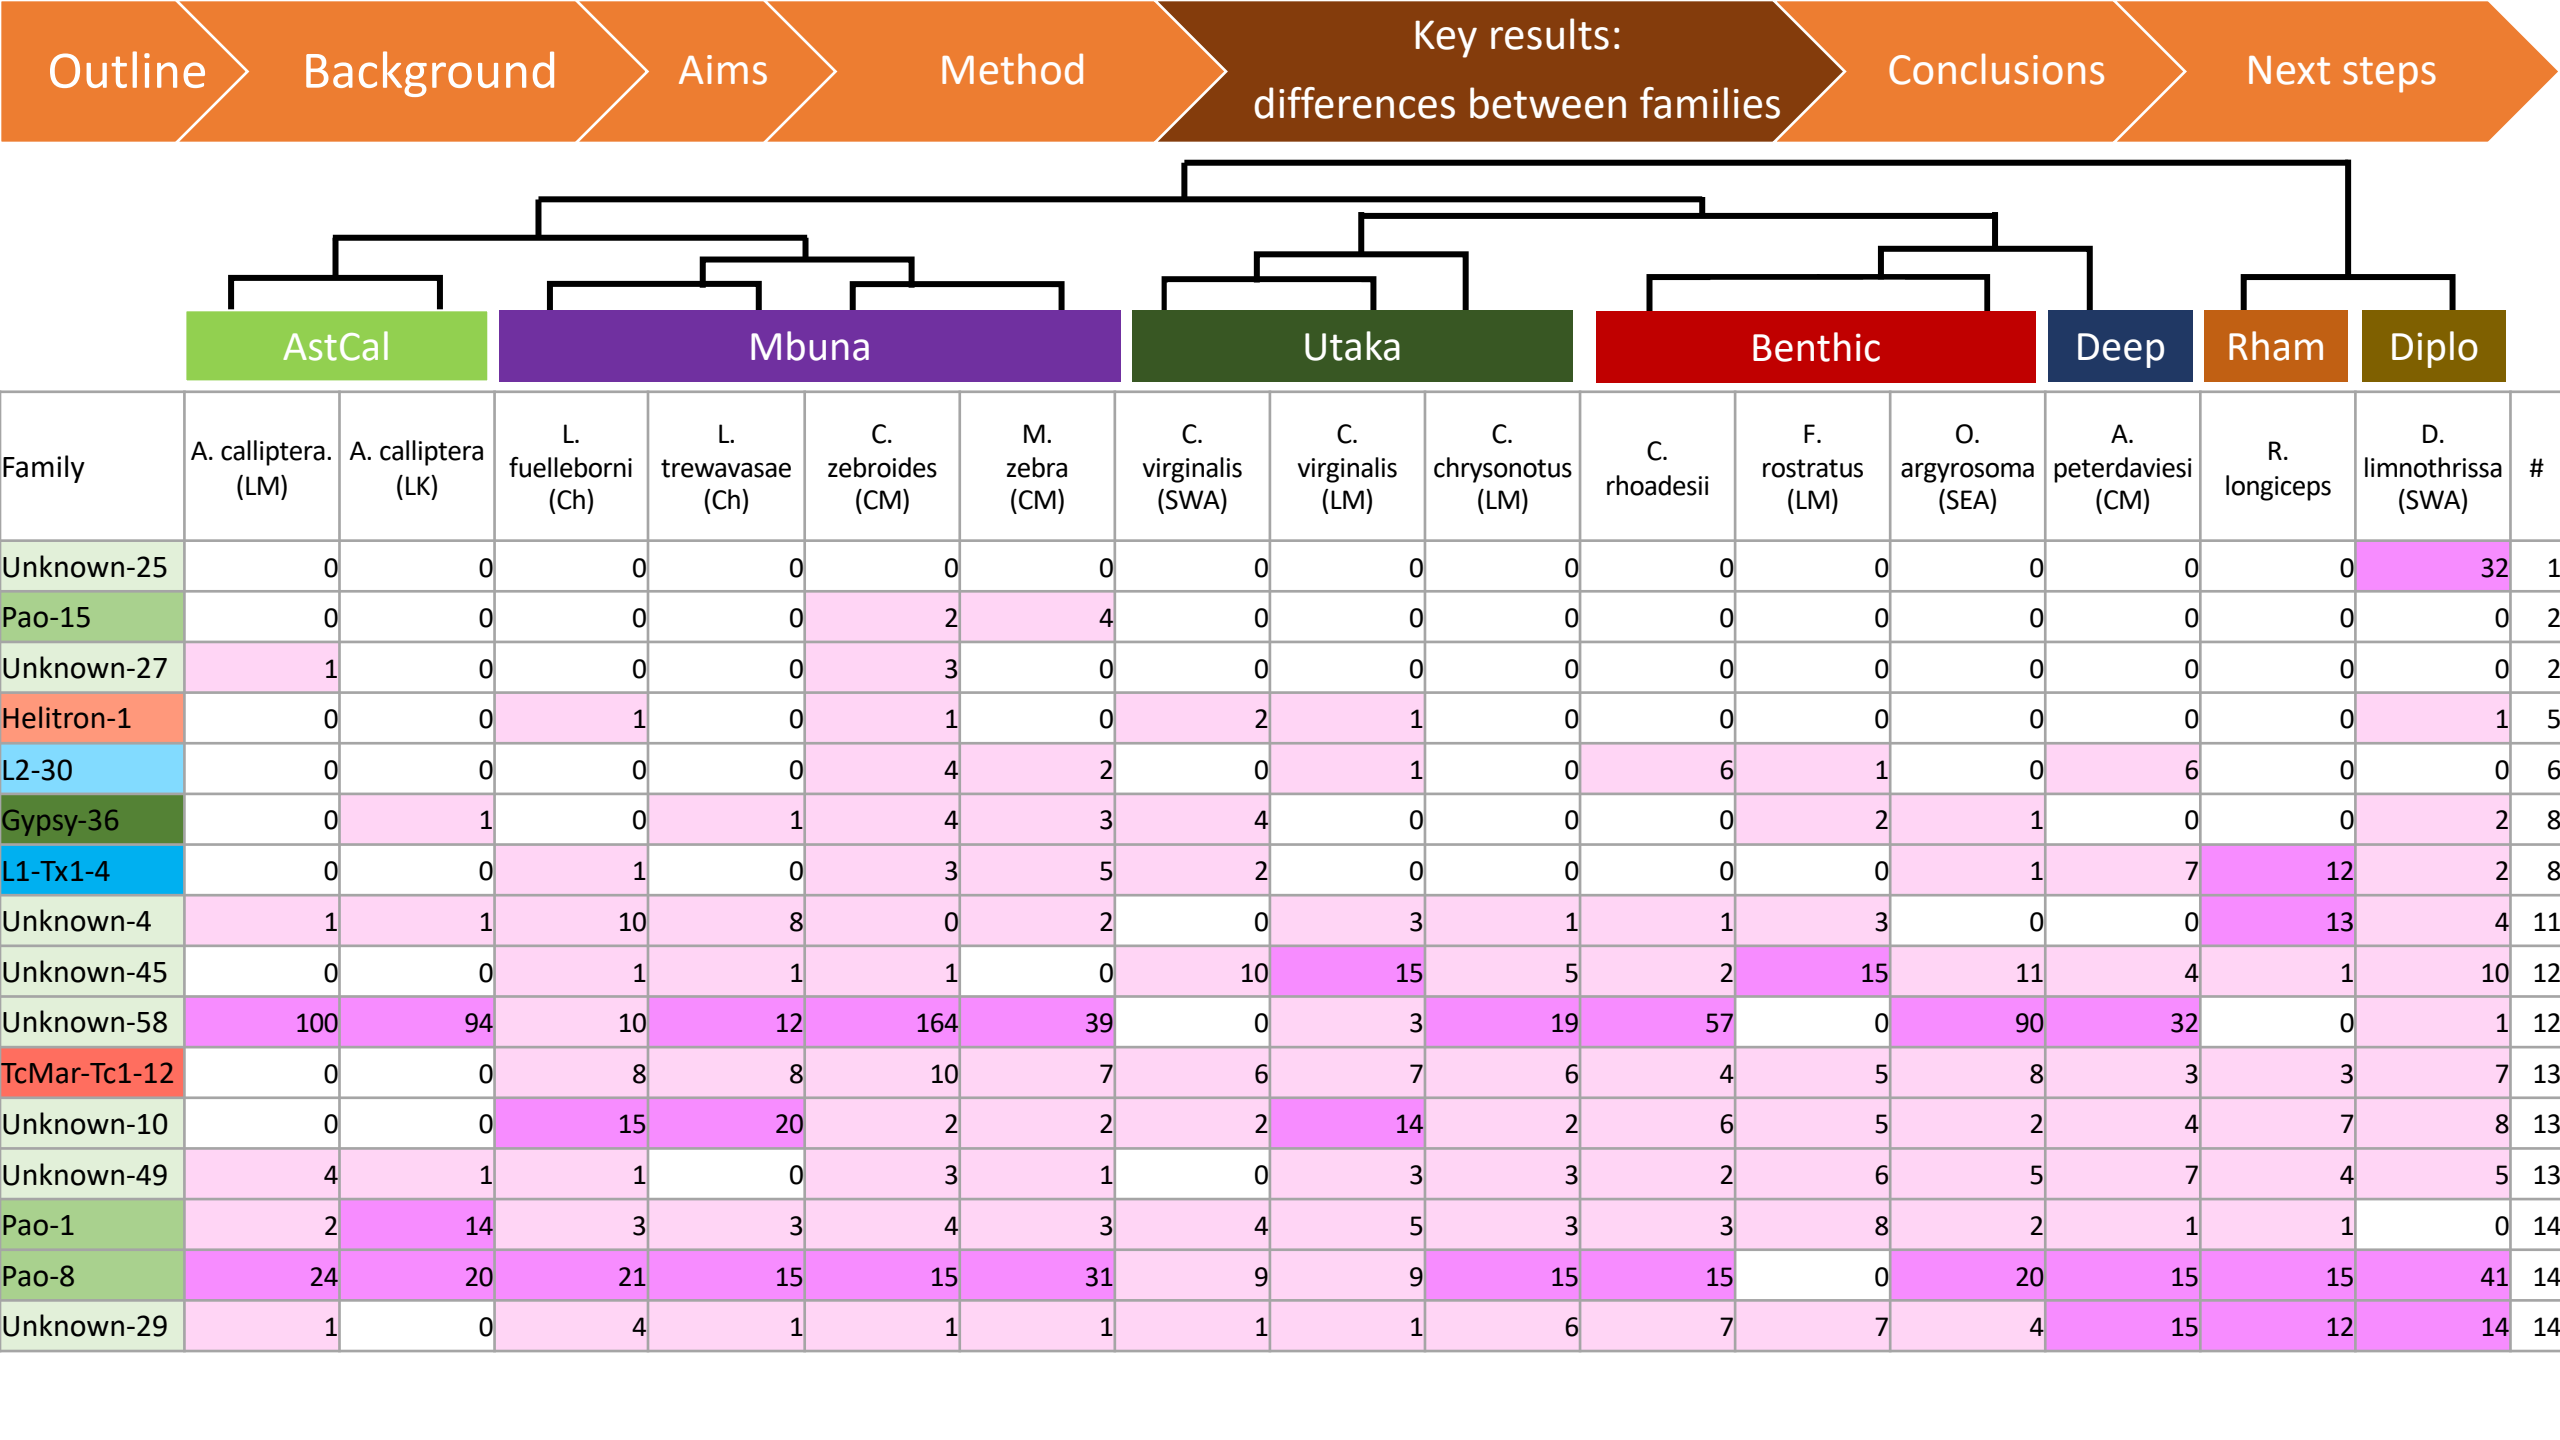 Outline
Background
Aims
Method
Key results:
differences between families
Conclusions
Next steps
AstCal
Mbuna
Utaka
Benthic
Deep
Rham
Diplo
Family
A. calliptera.
(LM)
A. calliptera
(LK)
L.
fuelleborni
(Ch)
L.
trewavasae
(Ch)
C.
zebroides
(CM)
M.
zebra
(CM)
C.
virginalis
(SWA)
C.
virginalis
(LM)
C.
chrysonotus
(LM)
C.
rhoadesii
F.
rostratus
(LM)
O.
argyrosoma
(SEA)
A.
peterdaviesi
(CM)
R.
longiceps
D.
limnothrissa
(SWA)
#
Unknown-25 0 0 0 0 0 0 0 0 0 0 0 0 0 0 32 1
Pao-15 0 0 0 0 2 4 0 0 0 0 0 0 0 0 0 2
Unknown-27 1 0 0 0 3 0 0 0 0 0 0 0 0 0 0 2
Helitron-1 0 0 1 0 1 0 2 1 0 0 0 0 0 0 1 5
L2-30 0 0 0 0 4 2 0 1 0 6 1 0 6 0 0 6
Gypsy-36 0 1 0 1 4 3 4 0 0 0 2 1 0 0 2 8
L1-Tx1-4 0 0 1 0 3 5 2 0 0 0 0 1 7 12 2 8
Unknown-4 1 1 10 8 0 2 0 3 1 1 3 0 0 13 4 11
Unknown-45 0 0 1 1 1 0 10 15 5 2 15 11 4 1 10 12
Unknown-58 100 94 10 12 164 39 0 3 19 57 0 90 32 0 1 12
TcMar-Tc1-12 0 0 8 8 10 7 6 7 6 4 5 8 3 3 7 13
Unknown-10 0 0 15 20 2 2 2 14 2 6 5 2 4 7 8 13
Unknown-49 4 1 1 0 3 1 0 3 3 2 6 5 7 4 5 13
Pao-1 2 14 3 3 4 3 4 5 3 3 8 2 1 1 0 14
Pao-8 24 20 21 15 15 31 9 9 15 15 0 20 15 15 41 14
Unknown-29 1 0 4 1 1 1 1 1 6 7 7 4 15 12 14 14